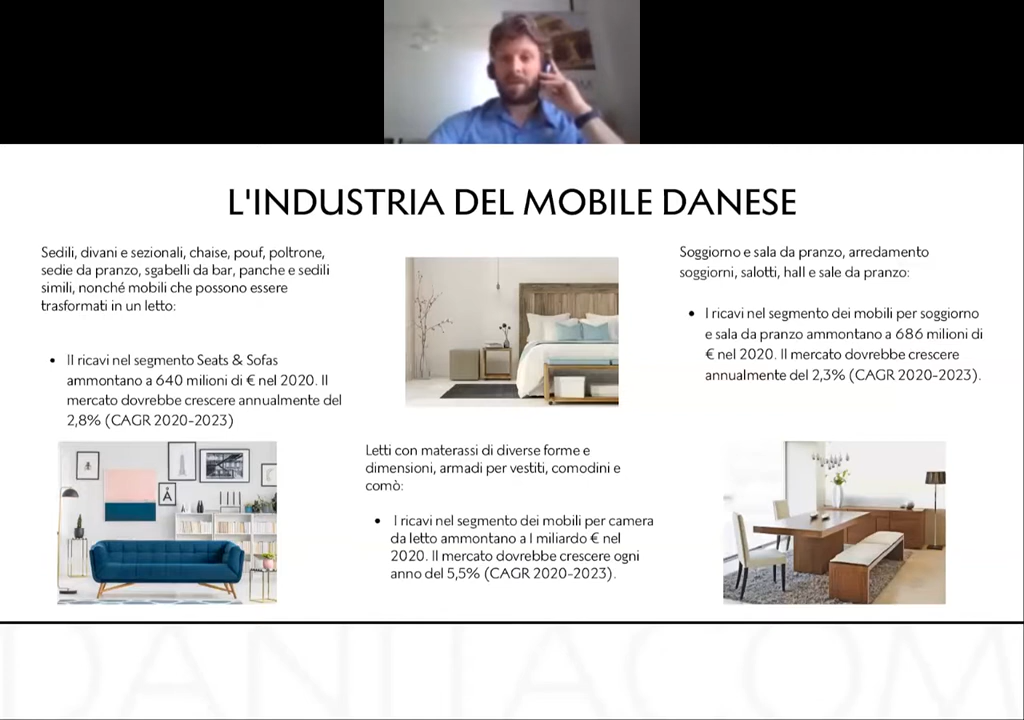 L'INDUSTRIA DEL MOBILE DANESE
Sedili, divani e sezionali, chaise, pouf, poltrone,
sedie da pranzo, sgabelli da bar, panche e sedili
simili, nonché mobili che possono essere
trasformati in un letto:
• Il ricavi nel segmento Seats & Sofas
ammontano a 640 milioni di € nel 2020. Il
mercato dovrebbe crescere annualmente del
2,8% (CAGR 2020-2023)
Letti con materassi di diverse forme e
dimensioni, armadi per vestiti, comodini e
comò:
• I ricavi nel segmento dei mobili per camera
da letto ammontano a 1 miliardo € nel
2020. Il mercato dovrebbe crescere ogni
anno del 5,5% (CAGR 2020-2023).
Soggiorno e sala da pranzo, arredamento
soggiorni, salotti, hall e sale da pranzo:
• I ricavi nel segmento dei mobili per soggiorno
e sala da pranzo ammontano a 686 milioni di
€ nel 2020. Il mercato dovrebbe crescere
annualmente del 2,3% (CAGR 2020-2023).
DANITACOM